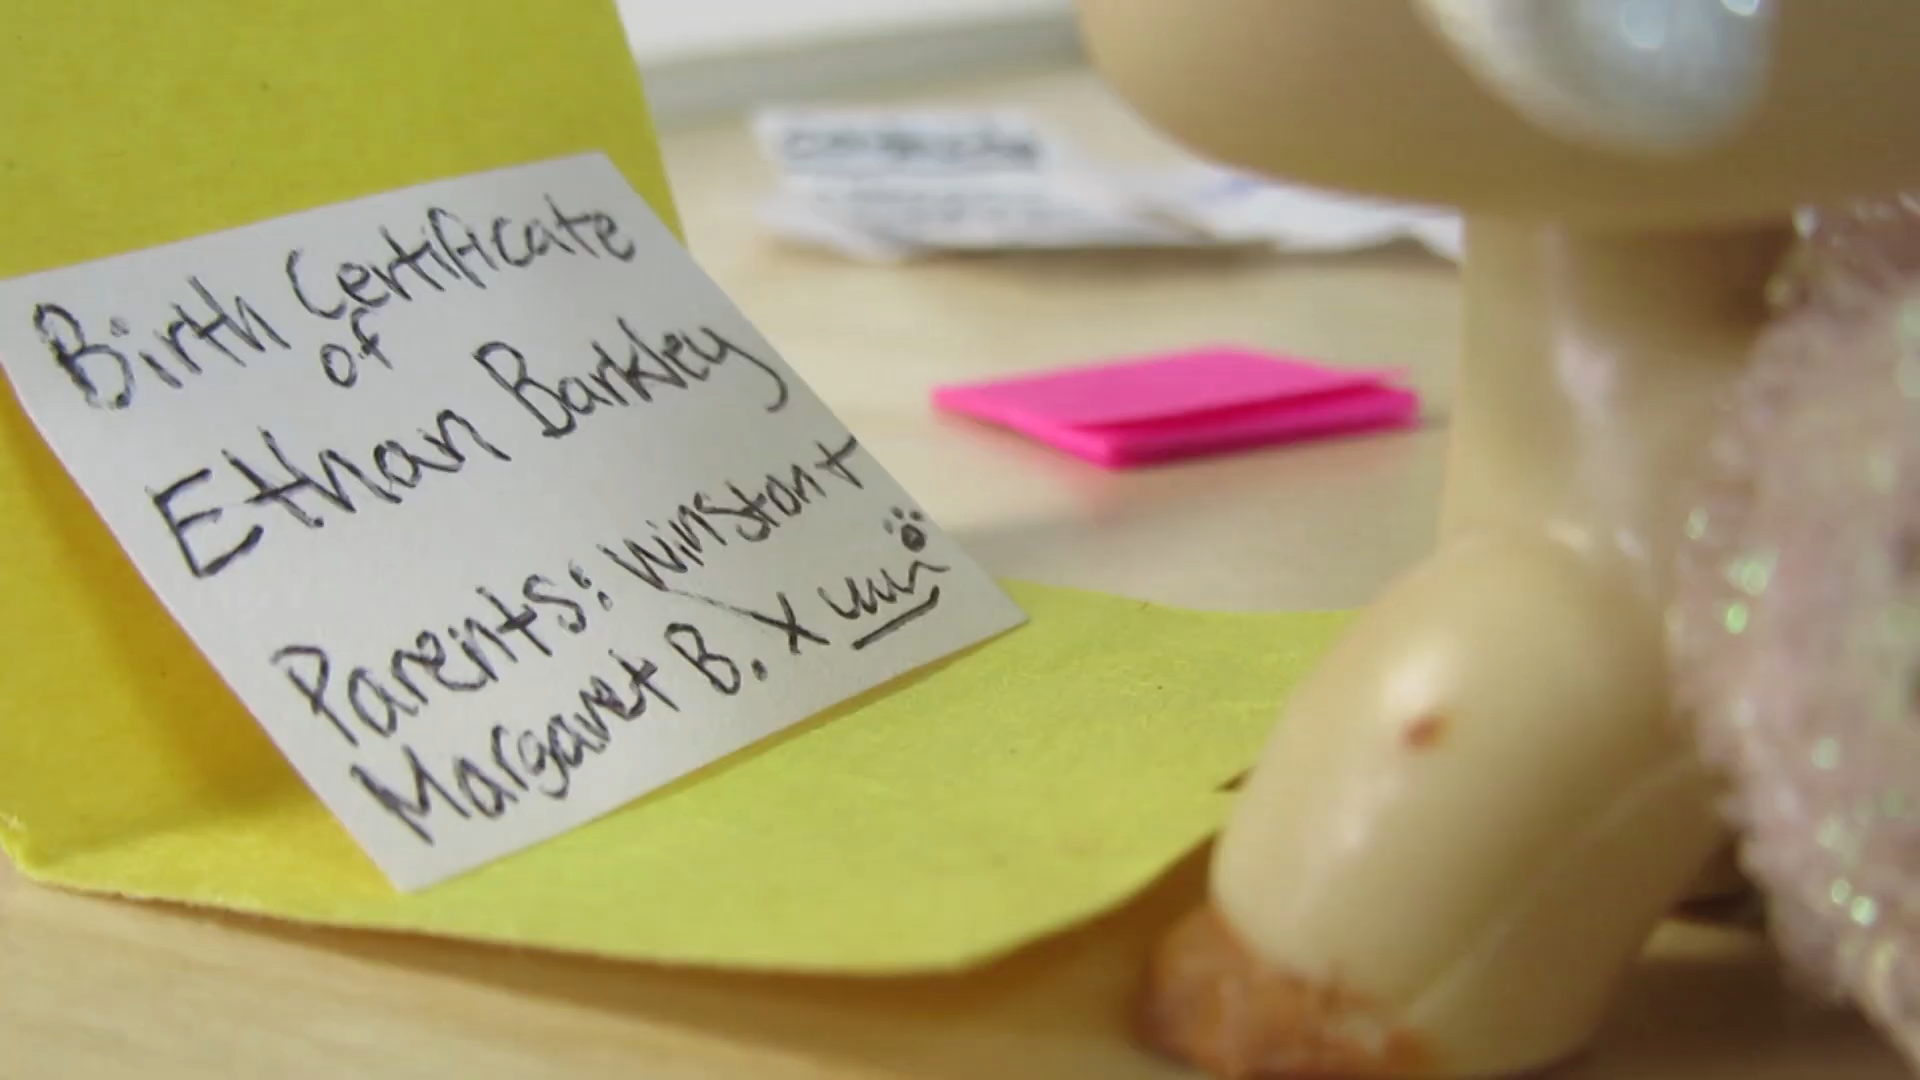 Birth Certificate
of
Ethan Barkley
Parents: Winston +
Margaret B. X